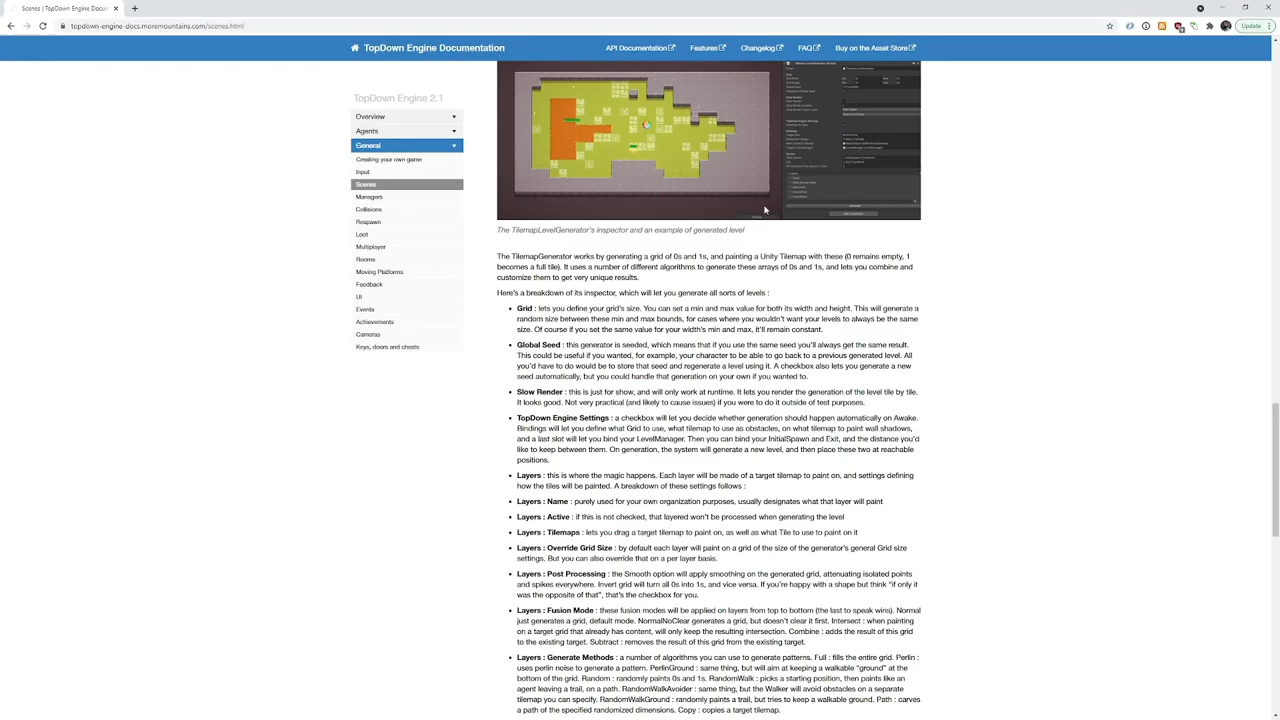 Scenes | TopDown Engine Docum
topdown-engine-docs.moremountains.com/scenes.html
Update
TopDown Engine Documentation
API Documentation
Features
Changelog
FAQ
Buy on the Asset Store
TopDown Engine 2.1
Overview
Agents
General
Creating your own game
Input
Scenes
Managers
Collisions
Respawn
Loot
Multiplayer
Rooms
Moving Platforms
Feedback
UI
Events
Achievements
Cameras
Keys, doors and chests
The TilemapLevelGenerator's inspector and an example of generated level
The TilemapGenerator works by generating a grid of 0s and 1s, and painting a Unity Tilemap with these (0 remains empty, 1
becomes a full tile). It uses a number of different algorithms to generate these arrays of 0s and 1s, and lets you combine and
customize them to get very unique results.
Here's a breakdown of its inspector, which will let you generate all sorts of levels :
• Grid : lets you define your grid's size. You can set a min and max value for both its width and height. This will generate a
random size between these min and max bounds, for cases where you wouldn't want your levels to always be the same
size. Of course if you set the same value for your width's min and max, it'll remain constant.
• Global Seed : this generator is seeded, which means that if you use the same seed you'll always get the same result.
This could be useful if you wanted, for example, your character to be able to go back to a previous generated level. All
you'd have to do would be to store that seed and regenerate a level using it. A checkbox also lets you generate a new
seed automatically, but you could handle that generation on your own if you wanted to.
• Slow Render : this is just for show, and will only work at runtime. It lets you render the generation of the level tile by tile.
It looks good. Not very practical (and likely to cause issues) if you were to do it outside of test purposes.
• TopDown Engine Settings : a checkbox will let you decide whether generation should happen automatically on Awake.
Bindings will let you define what Grid to use, what tilemap to use as obstacles, on what tilemap to paint wall shadows,
and a last slot will let you bind your LevelManager. Then you can bind your InitialSpawn and Exit, and the distance you'd
like to keep between them. On generation, the system will generate a new level, and then place these two at reachable
positions.
• Layers : this is where the magic happens. Each layer will be made of a target tilemap to paint on, and settings defining
how the tiles will be painted. A breakdown of these settings follows :
• Layers : Name : purely used for your own organization purposes, usually designates what that layer will paint
• Layers : Active : if this is not checked, that layered won't be processed when generating the level
• Layers : Tilemaps : lets you drag a target tilemap to paint on, as well as what Tile to use to paint on it
• Layers : Override Grid Size : by default each layer will paint on a grid of the size of the generator's general Grid size
settings. But you can also override that on a per layer basis.
• Layers : Post Processing : the Smooth option will apply smoothing on the generated grid, attenuating isolated points
and spikes everywhere. Invert grid will turn all 0s into 1s, and vice versa. If you're happy with a shape but think "if only it
was the opposite of that", that's the checkbox for you.
• Layers : Fusion Mode : these fusion modes will be applied on layers from top to bottom (the last to speak wins). Normal
just generates a grid, default mode. NormalNoClear generates a grid, but doesn't clear it first. Intersect : when painting
on a target grid that already has content, will only keep the resulting intersection. Combine : adds the result of this grid
to the existing target. Subtract : removes the result of this grid from the existing target.
• Layers : Generate Methods : a number of algorithms you can use to generate patterns. Full : fills the entire grid. Perlin :
uses perlin noise to generate a pattern. PerlinGround : same thing, but will aim at keeping a walkable "ground" at the
bottom of the grid. Random : randomly paints 0s and 1s. RandomWalk : picks a starting position, then paints like an
agent leaving a trail, on a path. RandomWalkAvoider : same thing, but the Walker will avoid obstacles on a separate
tilemap you can specify. RandomWalkGround : randomly paints a trail, but tries to keep a walkable ground. Path : carves
a path of the specified randomized dimensions. Copy : copies a target tilemap.